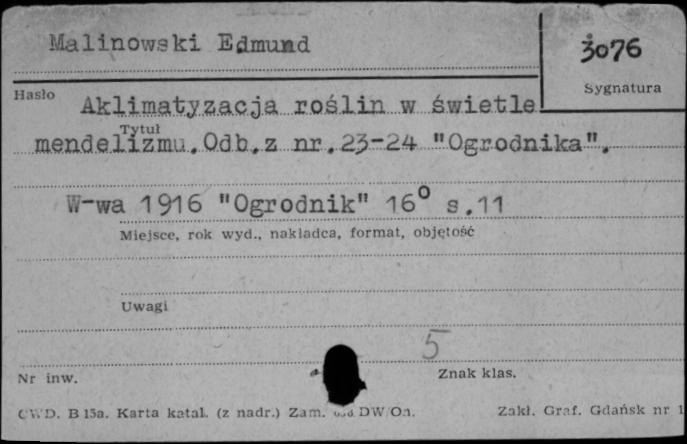 Malinowski Edmund
3076
Sygnatura
Hasło
Aklimatyzacja roślin w świetle
Tytuł
mendelizmu. Odb. z nr. 23-24 "Ogrodnika".
W-wa 1916 "Ogrodnik" 16° s.11
Miejsce, rok wyd., nakładca, format, objętość
Uwagi
5
Nr inw.
Znak klas.
CWD. B 15a. Karta katal. (z nadr.) Zam. DW/On. Zakł. Graf. Gdańsk nr 1